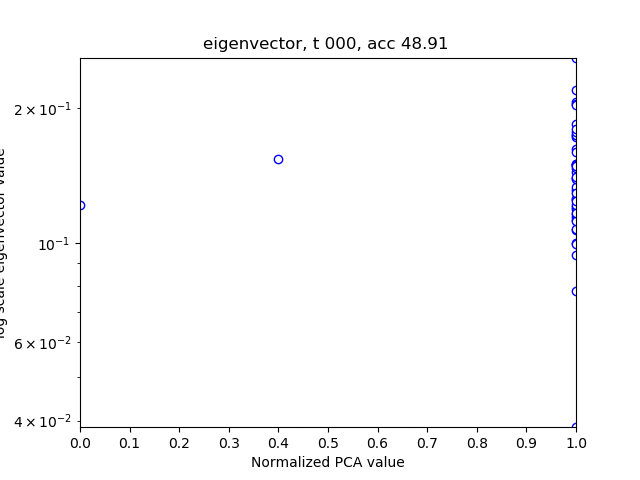 eigenvector, t 000, acc 48.91
log scale eigenvector value
2 × 10⁻¹
10⁻¹
6 × 10⁻²
4 × 10⁻²
0.0 0.1 0.2 0.3 0.4 0.5 0.6 0.7 0.8 0.9 1.0
Normalized PCA value